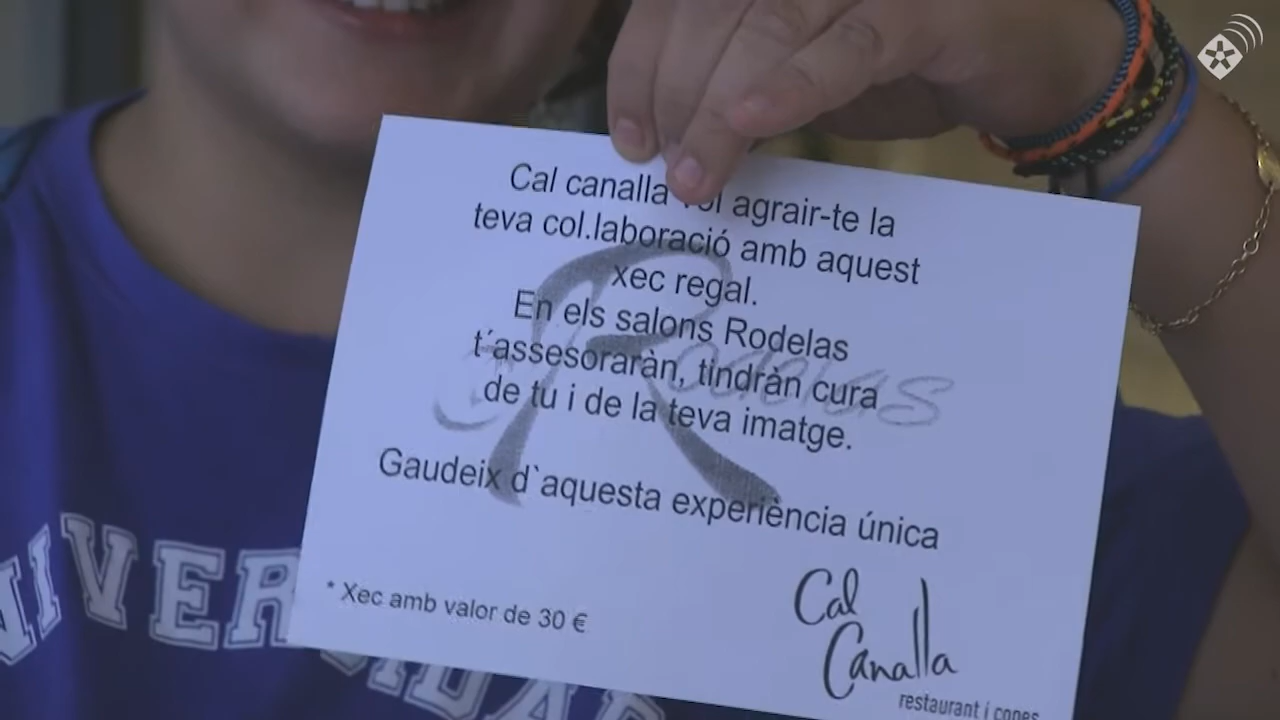 Cal canalla vol agrair-te la
teva col.laboració amb aquest
xec regal.
En els salons Rodelas
t´assesoraràn, tindràn cura
de tu i de la teva imatge.
Rodelas
Gaudeix d`aquesta experiència única
* Xec amb valor de 30 €
Cal
Canalla
restaurant i copes